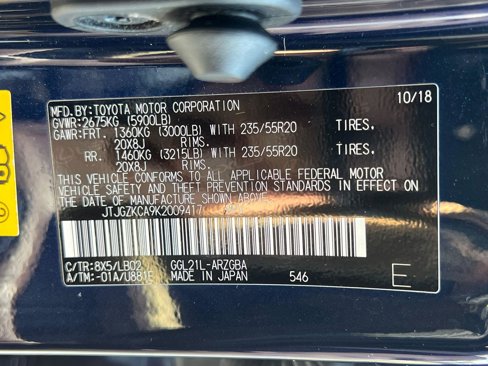 MFD.BY:TOYOTA MOTOR CORPORATION 10/18
GVWR:2675KG (5900LB)
GAWR:FRT. 1360KG (3000LB) WITH 235/55R20 TIRES.
20X8J RIMS.
RR. 1460KG (3215LB) WITH 235/55R20 TIRES.
20X8J RIMS.
THIS VEHICLE CONFORMS TO ALL APPLICABLE FEDERAL MOTOR
VEHICLE SAFETY AND THEFT PREVENTION STANDARDS IN EFFECT
ON THE DATE OF MANUFACTURE SHOWN ABOVE.
JTJGZKCA9K2009417
C/TR:8X5/LB02 GGL21L-ARZGBA
A/TM:-01A/U881E MADE IN JAPAN 546 E